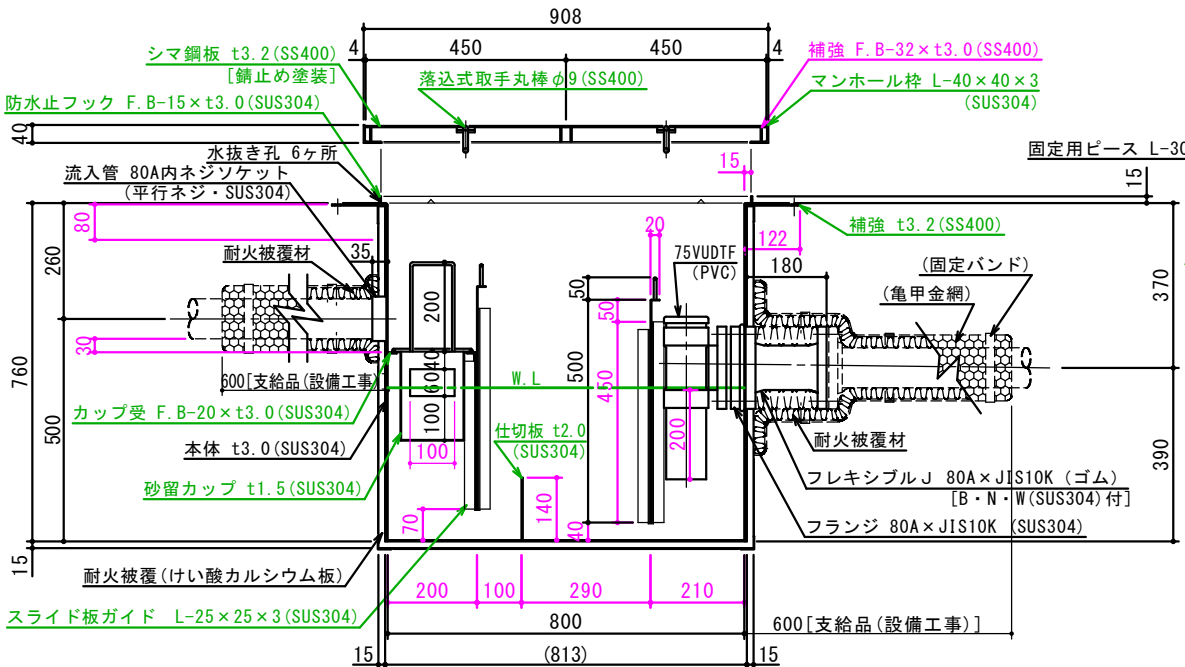 908
4
450
450
4
シマ鋼板 t3.2(SS400)
[錆止め塗装]
落込式取手丸棒φ9(SS400)
補強 F.B-32×t3.0(SS400)
マンホール枠 L-40×40×3
(SUS304)
防水止フック F.B-15×t3.0(SUS304)
40
水抜き孔 6ヶ所
流入管 80A内ネジソケット
(平行ネジ・SUS304)
15
固定用ピース L-30
15
80
260
耐火被覆材
35
20
75VUDTF
(PVC)
122
補強 t3.2(SS400)
180
(固定バンド)
(亀甲金網)
370
200
50
50
30
40
60
100
100
760
500
600[支給品(設備工事)]
W.L
500
450
200
カップ受 F.B-20×t3.0(SUS304)
本体 t3.0(SUS304)
仕切板 t2.0
(SUS304)
耐火被覆材
390
砂留カップ t1.5(SUS304)
フレキシブルJ 80A×JIS10K (ゴム)
[B・N・W(SUS304)付]
70
140
40
フランジ 80A×JIS10K (SUS304)
15
耐火被覆(けい酸カルシウム板)
200
100
290
210
スライド板ガイド L-25×25×3(SUS304)
800
600[支給品(設備工事)]
15
(813)
15